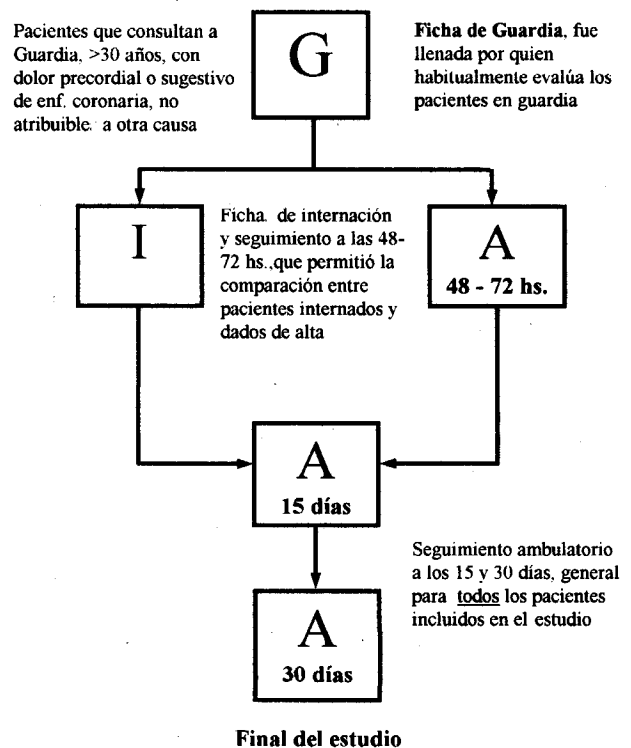 Pacientes que consultan a
Guardia, >30 años, con
dolor precordial o sugestivo
de enf. coronaria, no
atribuible. a otra causa
G
Ficha de Guardia, fue
llenada por quien
habitualmente evalúa los
pacientes en guardia
I
Ficha. de internación
y seguimiento a las 48-
72 hs.,que permitió la
comparación entre
pacientes internados y
dados de alta
A
48 - 72 hs.
A
15 días
Seguimiento ambulatorio
a los 15 y 30 días, general
para todos los pacientes
incluidos en el estudio
A
30 días
Final del estudio